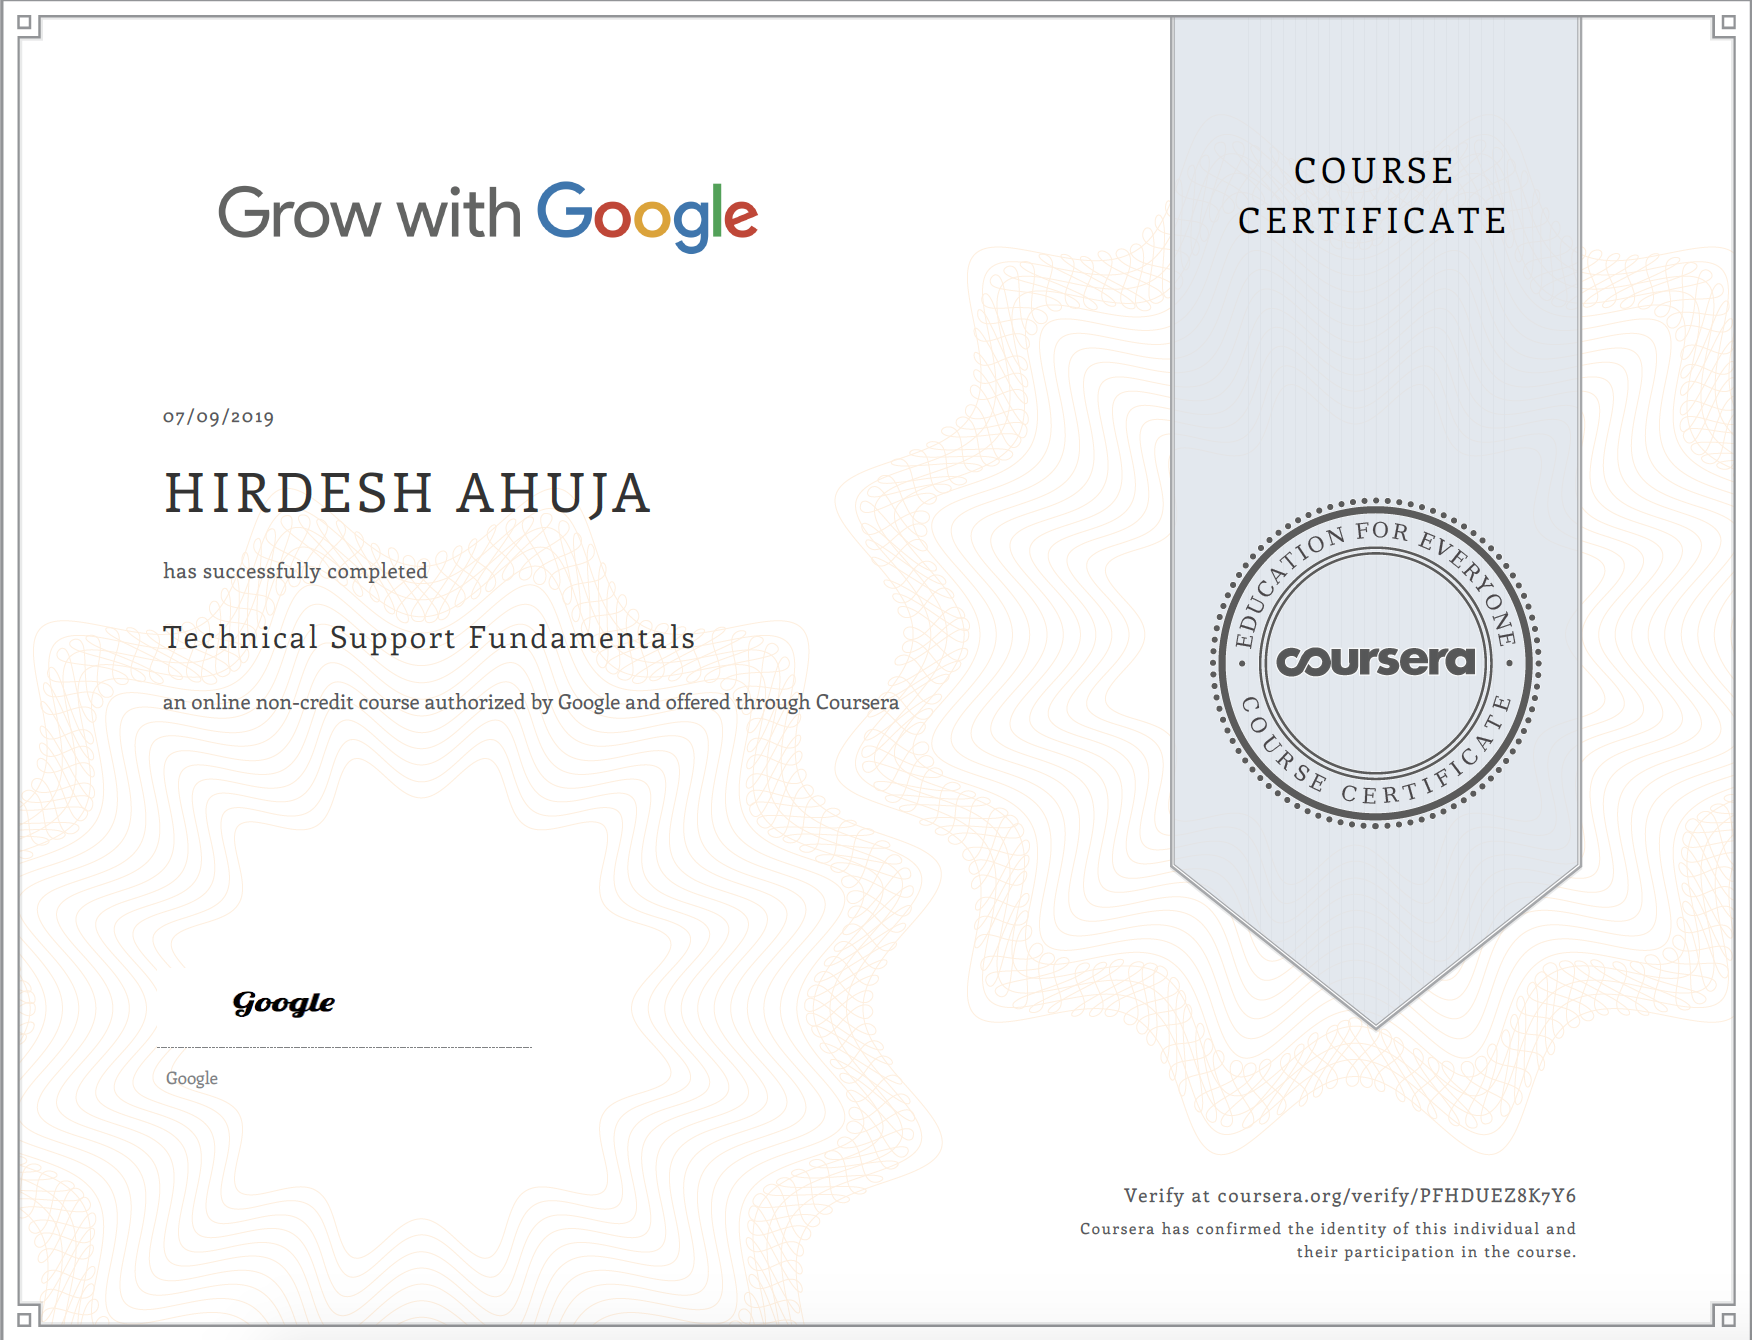 Grow with Google
COURSE
CERTIFICATE
07/09/2019
HIRDESH AHUJA
has successfully completed
Technical Support Fundamentals
an online non-credit course authorized by Google and offered through Coursera
EDUCATION FOR EVERYONE
coursera
COURSE CERTIFICATE
Google
Google
Verify at coursera.org/verify/PFHDUEZ8K7Y6
Coursera has confirmed the identity of this individual and
their participation in the course.